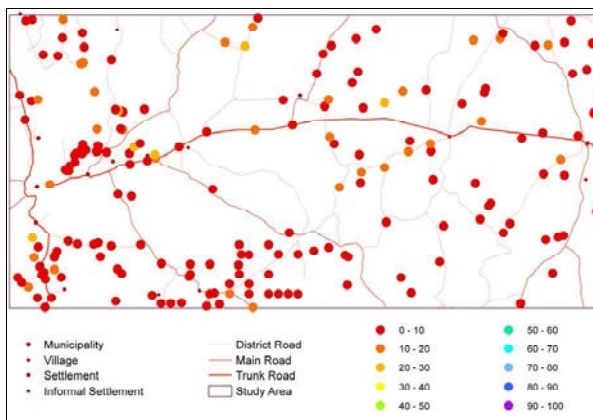 Municipality
Village
Settlement
Informal Settlement
District Road
Main Road
Trunk Road
Study Area
0 - 10
10 - 20
20 - 30
30 - 40
40 - 50
50 - 60
60 - 70
70 - 00
80 - 90
90 - 100